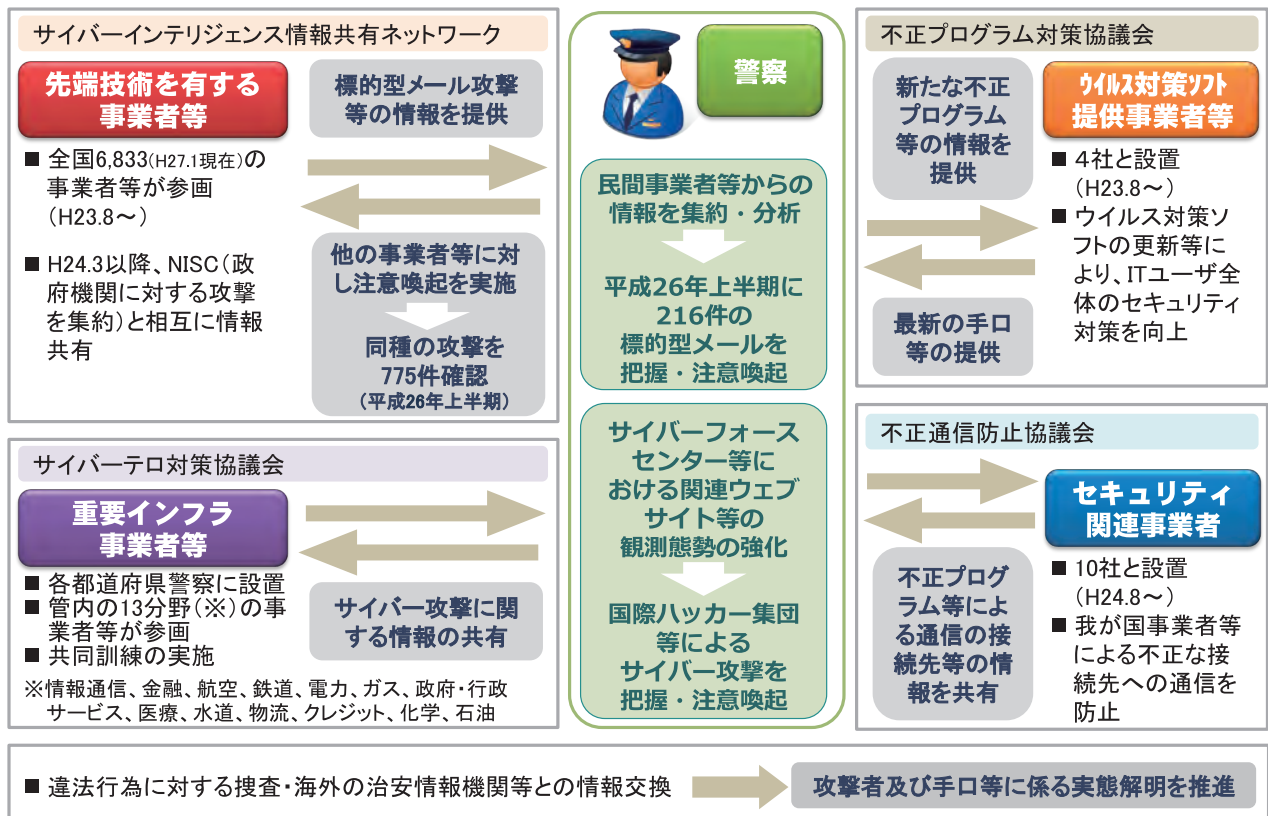 サイバーインテリジェンス情報共有ネットワーク
先端技術を有する
事業者等
標的型メール攻撃
等の情報を提供
■ 全国6,833(H27.1現在)の
事業者等が参画
(H23.8～)
■ H24.3以降、NISC(政
府機関に対する攻撃
を集約)と相互に情報
共有
他の事業者等に対
し注意喚起を実施
同種の攻撃を
775件確認
(平成26年上半期)
サイバーテロ対策協議会
重要インフラ
事業者等
■ 各都道府県警察に設置
■ 管内の13分野(※)の事
業者等が参画
■ 共同訓練の実施
サイバー攻撃に関
する情報の共有
※情報通信、金融、航空、鉄道、電力、ガス、政府・行政
サービス、医療、水道、物流、クレジット、化学、石油
警察
民間事業者等からの
情報を集約・分析
平成26年上半期に
216件の
標的型メールを
把握・注意喚起
サイバーフォース
センター等に
おける関連ウェブ
サイト等の
観測態勢の強化
国際ハッカー集団
等による
サイバー攻撃を
把握・注意喚起
不正プログラム対策協議会
新たな不正
プログラム
等の情報を
提供
ウイルス対策ソフト
提供事業者等
■ 4社と設置
(H23.8～)
■ ウイルス対策ソ
フトの更新等に
より、ITユーザ全
体のセキュリティ
対策を向上
最新の手口
等の提供
不正通信防止協議会
セキュリティ
関連事業者
不正プログ
ラム等によ
る通信の接
続先等の情
報を共有
■ 10社と設置
(H24.8～)
■ 我が国事業者等
による不正な接
続先への通信を
防止
■ 違法行為に対する捜査・海外の治安情報機関等との情報交換
攻撃者及び手口等に係る実態解明を推進